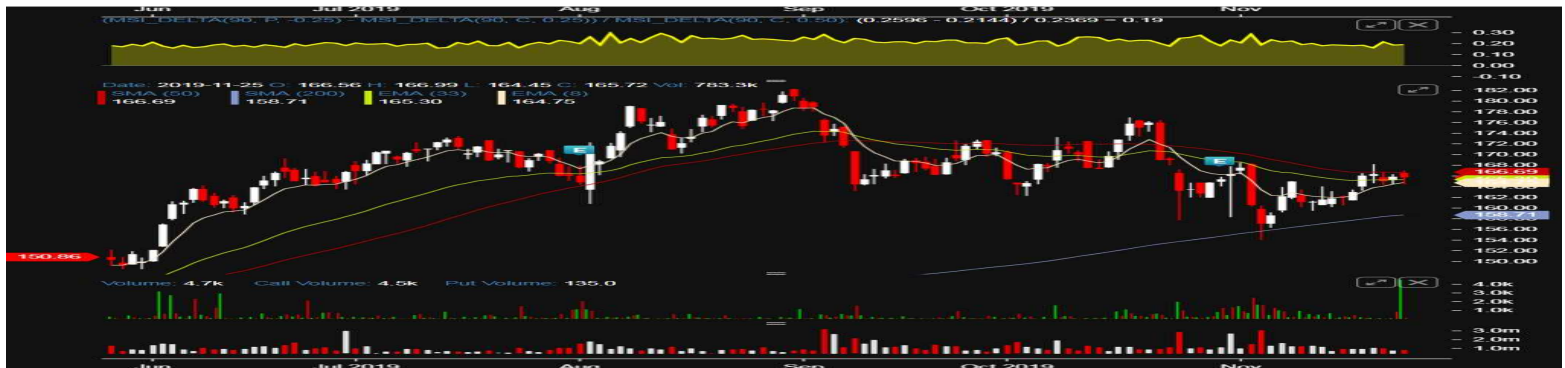 Jun Jul 2019 Aug Sep Oct 2019 Nov
(MSI_DELTA(90, P, -0.25) - MSI_DELTA(90, C, 0.25)) / MSI_DELTA(90, C, 0.50): (0.2596 - 0.2144) / 0.2369 = 0.19
0.30
0.20
0.10
0.00
-0.10
Date: 2019-11-25 O: 166.56 H: 166.99 L: 164.45 C: 165.72 Vol: 783.3k
SMA (50) SMA (200) EMA (33) EMA (8)
166.69 158.71 165.30 164.75
182.00
180.00
178.00
176.00
174.00
172.00
170.00
E
E
168.00
166.69
162.00
160.00
158.71
156.00
154.00
152.00
150.86
150.00
Volume: 4.7k Call Volume: 4.5k Put Volume: 135.0
4.0k
3.0k
2.0k
1.0k
3.0m
2.0m
1.0m
Jun Jul 2019 Aug Sep Oct 2019 Nov